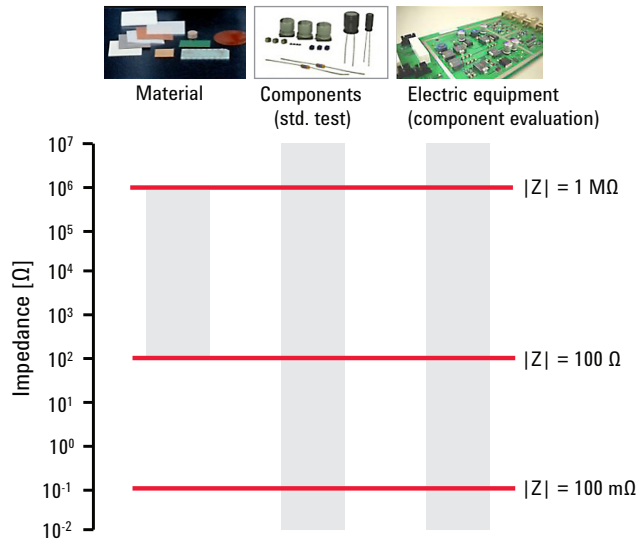 Material
Components
(std. test)
Electric equipment
(component evaluation)
Impedance [Ω]
10⁷
10⁶
10⁵
10⁴
10³
10²
10¹
10⁰
10⁻¹
10⁻²
|Z| = 1 MΩ
|Z| = 100 Ω
|Z| = 100 mΩ